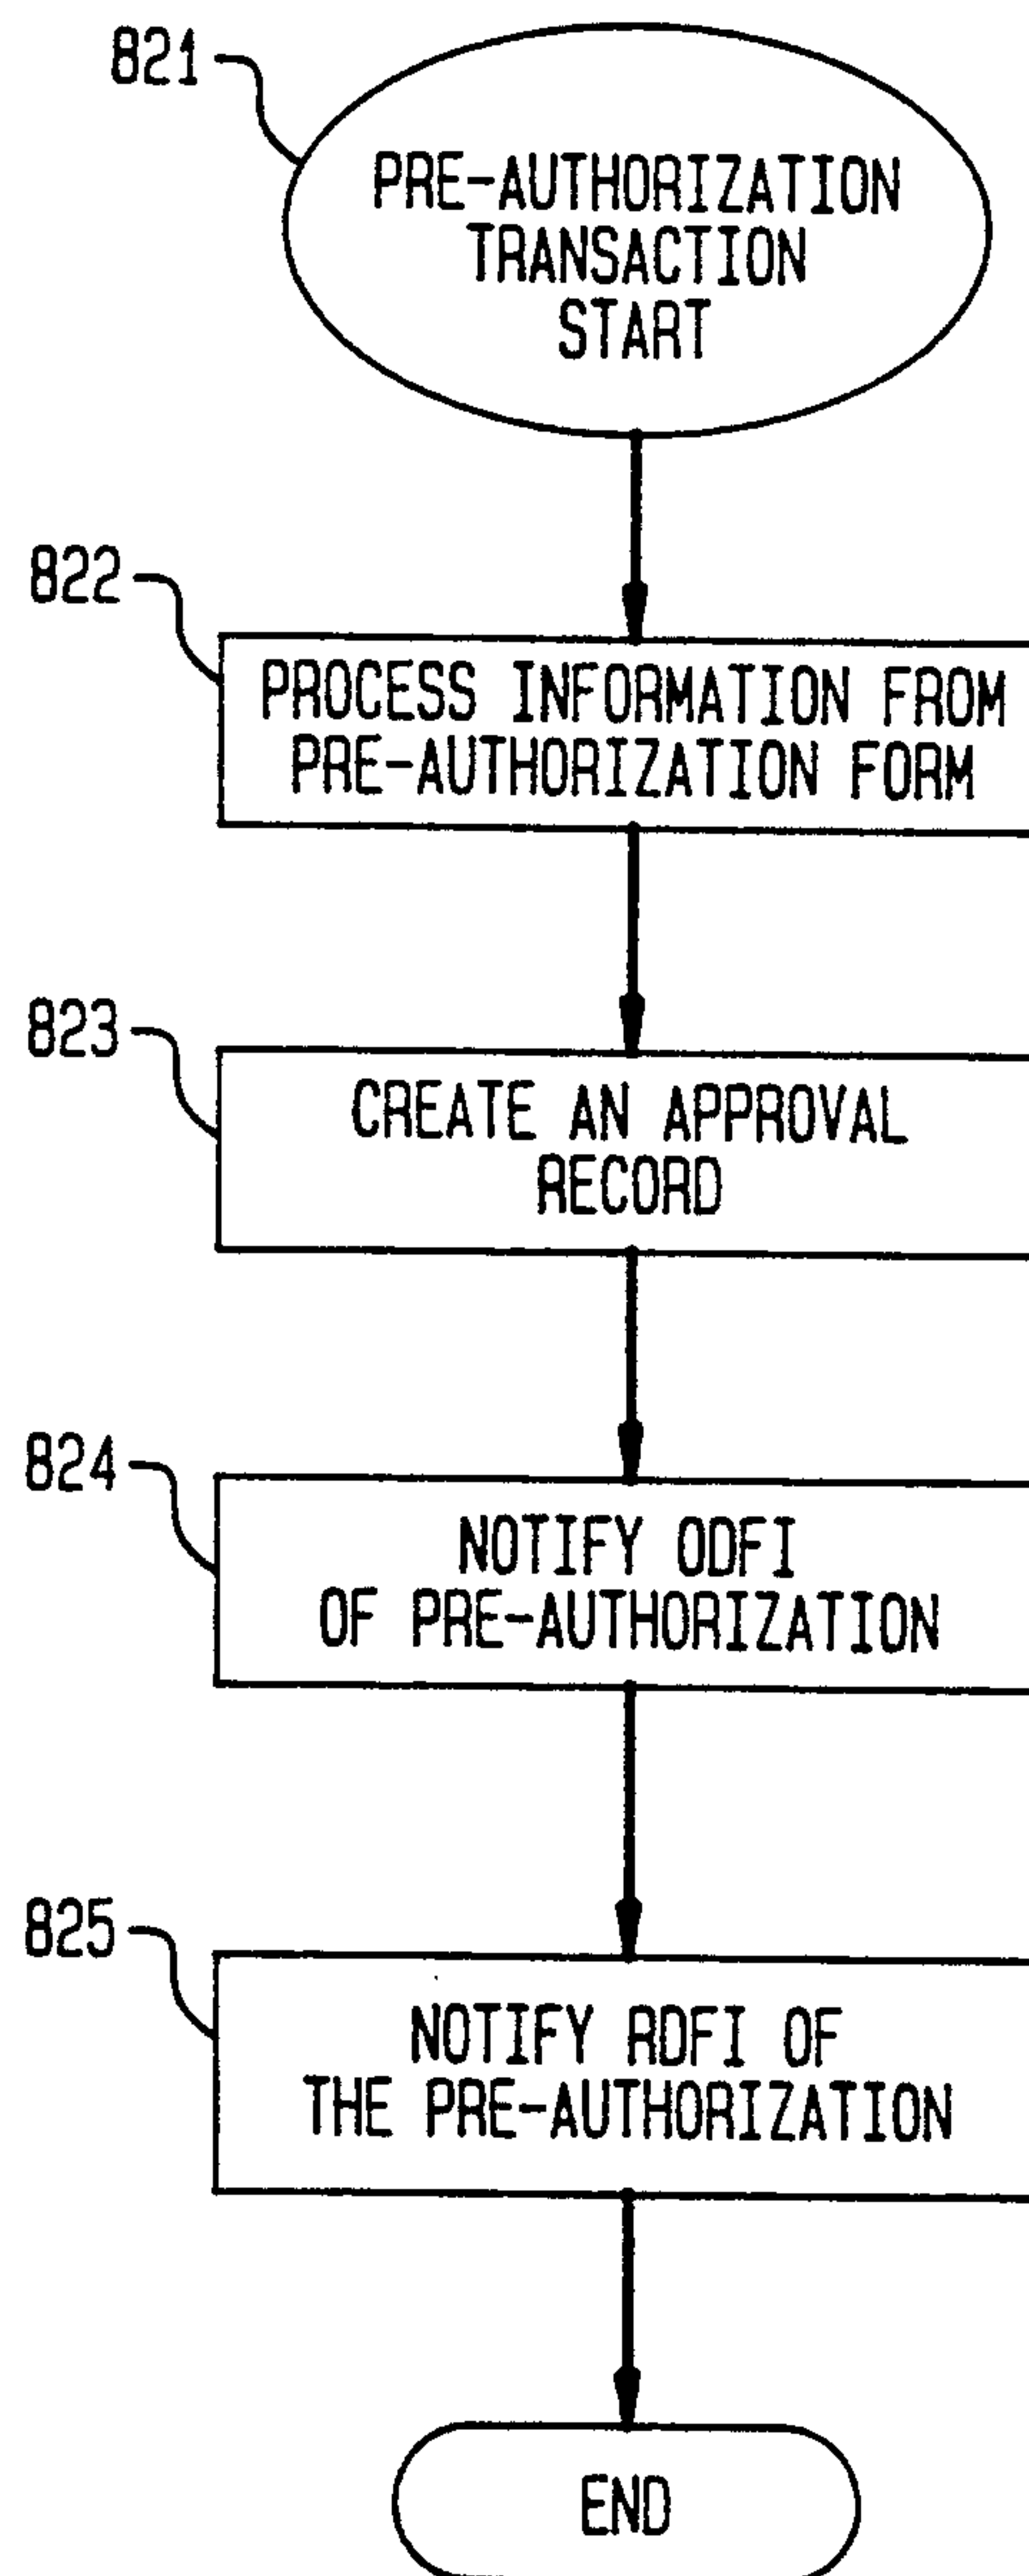 821
PRE-AUTHORIZATION
TRANSACTION
START
822
PROCESS INFORMATION FROM
PRE-AUTHORIZATION FORM
823
CREATE AN APPROVAL
RECORD
824
NOTIFY ODFI
OF PRE-AUTHORIZATION
825
NOTIFY RDFI OF
THE PRE-AUTHORIZATION
END